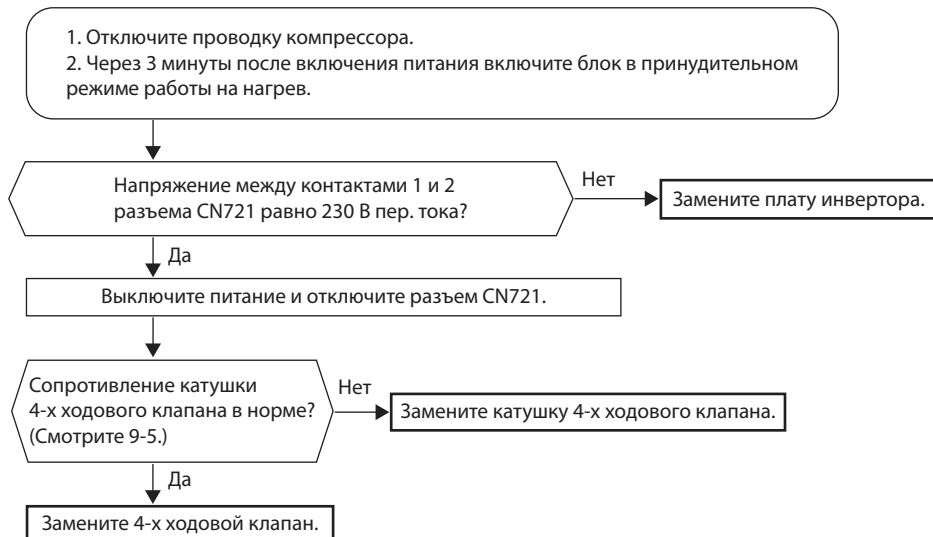 1. Отключите проводку компрессора.
2. Через 3 минуты после включения питания включите блок в принудительном
режиме работы на нагрев.
Напряжение между контактами 1 и 2
разъема CN721 равно 230 В пер. тока?
Нет
Замените плату инвертора.
Да
Выключите питание и отключите разъем CN721.
Сопротивление катушки
4-х ходового клапана в норме?
(Смотрите 9-5.)
Нет
Замените катушку 4-х ходового клапана.
Да
Замените 4-х ходовой клапан.